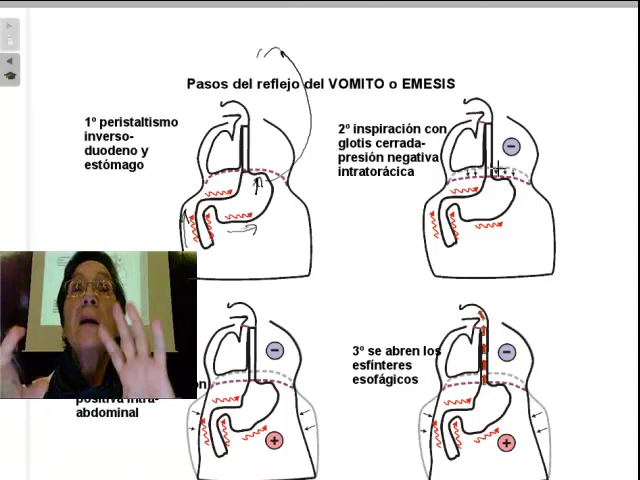 Pasos del reflejo del VOMITO o EMESIS
1º peristaltismo
inverso-
duodeno y
estómago
2º inspiración con
glotis cerrada-
presión negativa
intratorácica
positiva intra-
abdominal
3º se abren los
esfínteres
esofágicos